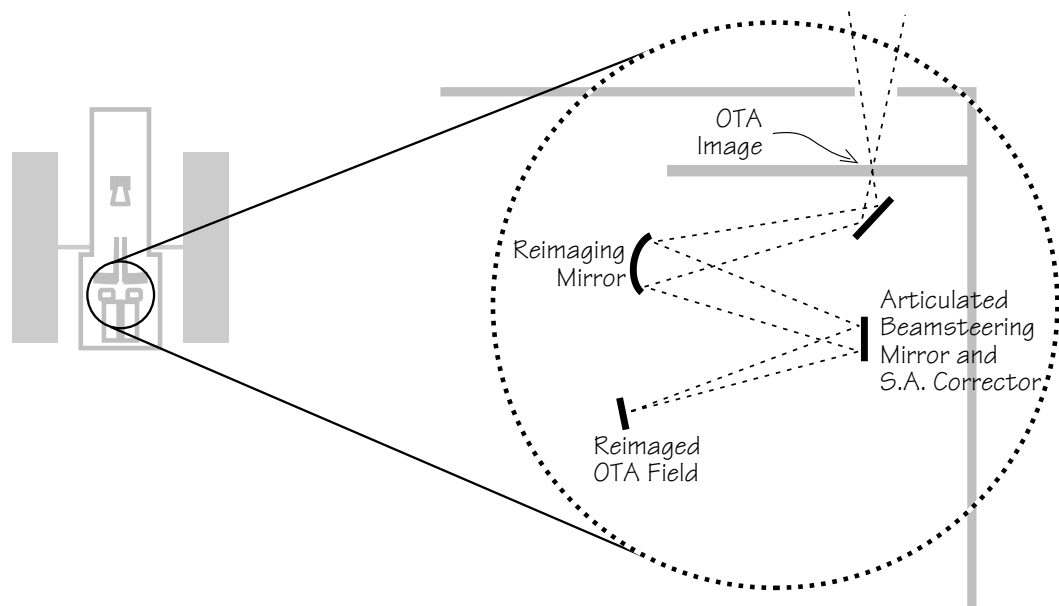 OTA
Image
Reimaging
Mirror
Articulated
Beamsteering
Mirror and
S.A. Corrector
Reimaged
OTA Field